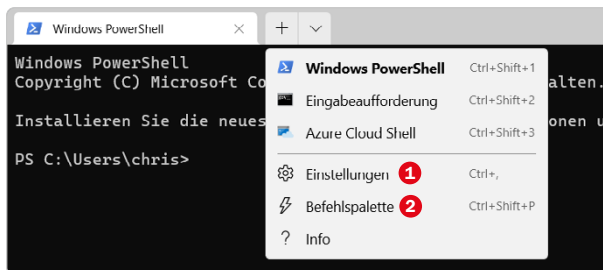 Windows PowerShell
Windows PowerShell
Copyright (C) Microsoft Co alten.
Installieren Sie die neues onen u
PS C:\Users\chris>
Windows PowerShell Ctrl+Shift+1
Eingabeaufforderung Ctrl+Shift+2
Azure Cloud Shell Ctrl+Shift+3
Einstellungen 1 Ctrl+,
Befehlspalette 2 Ctrl+Shift+P
? Info